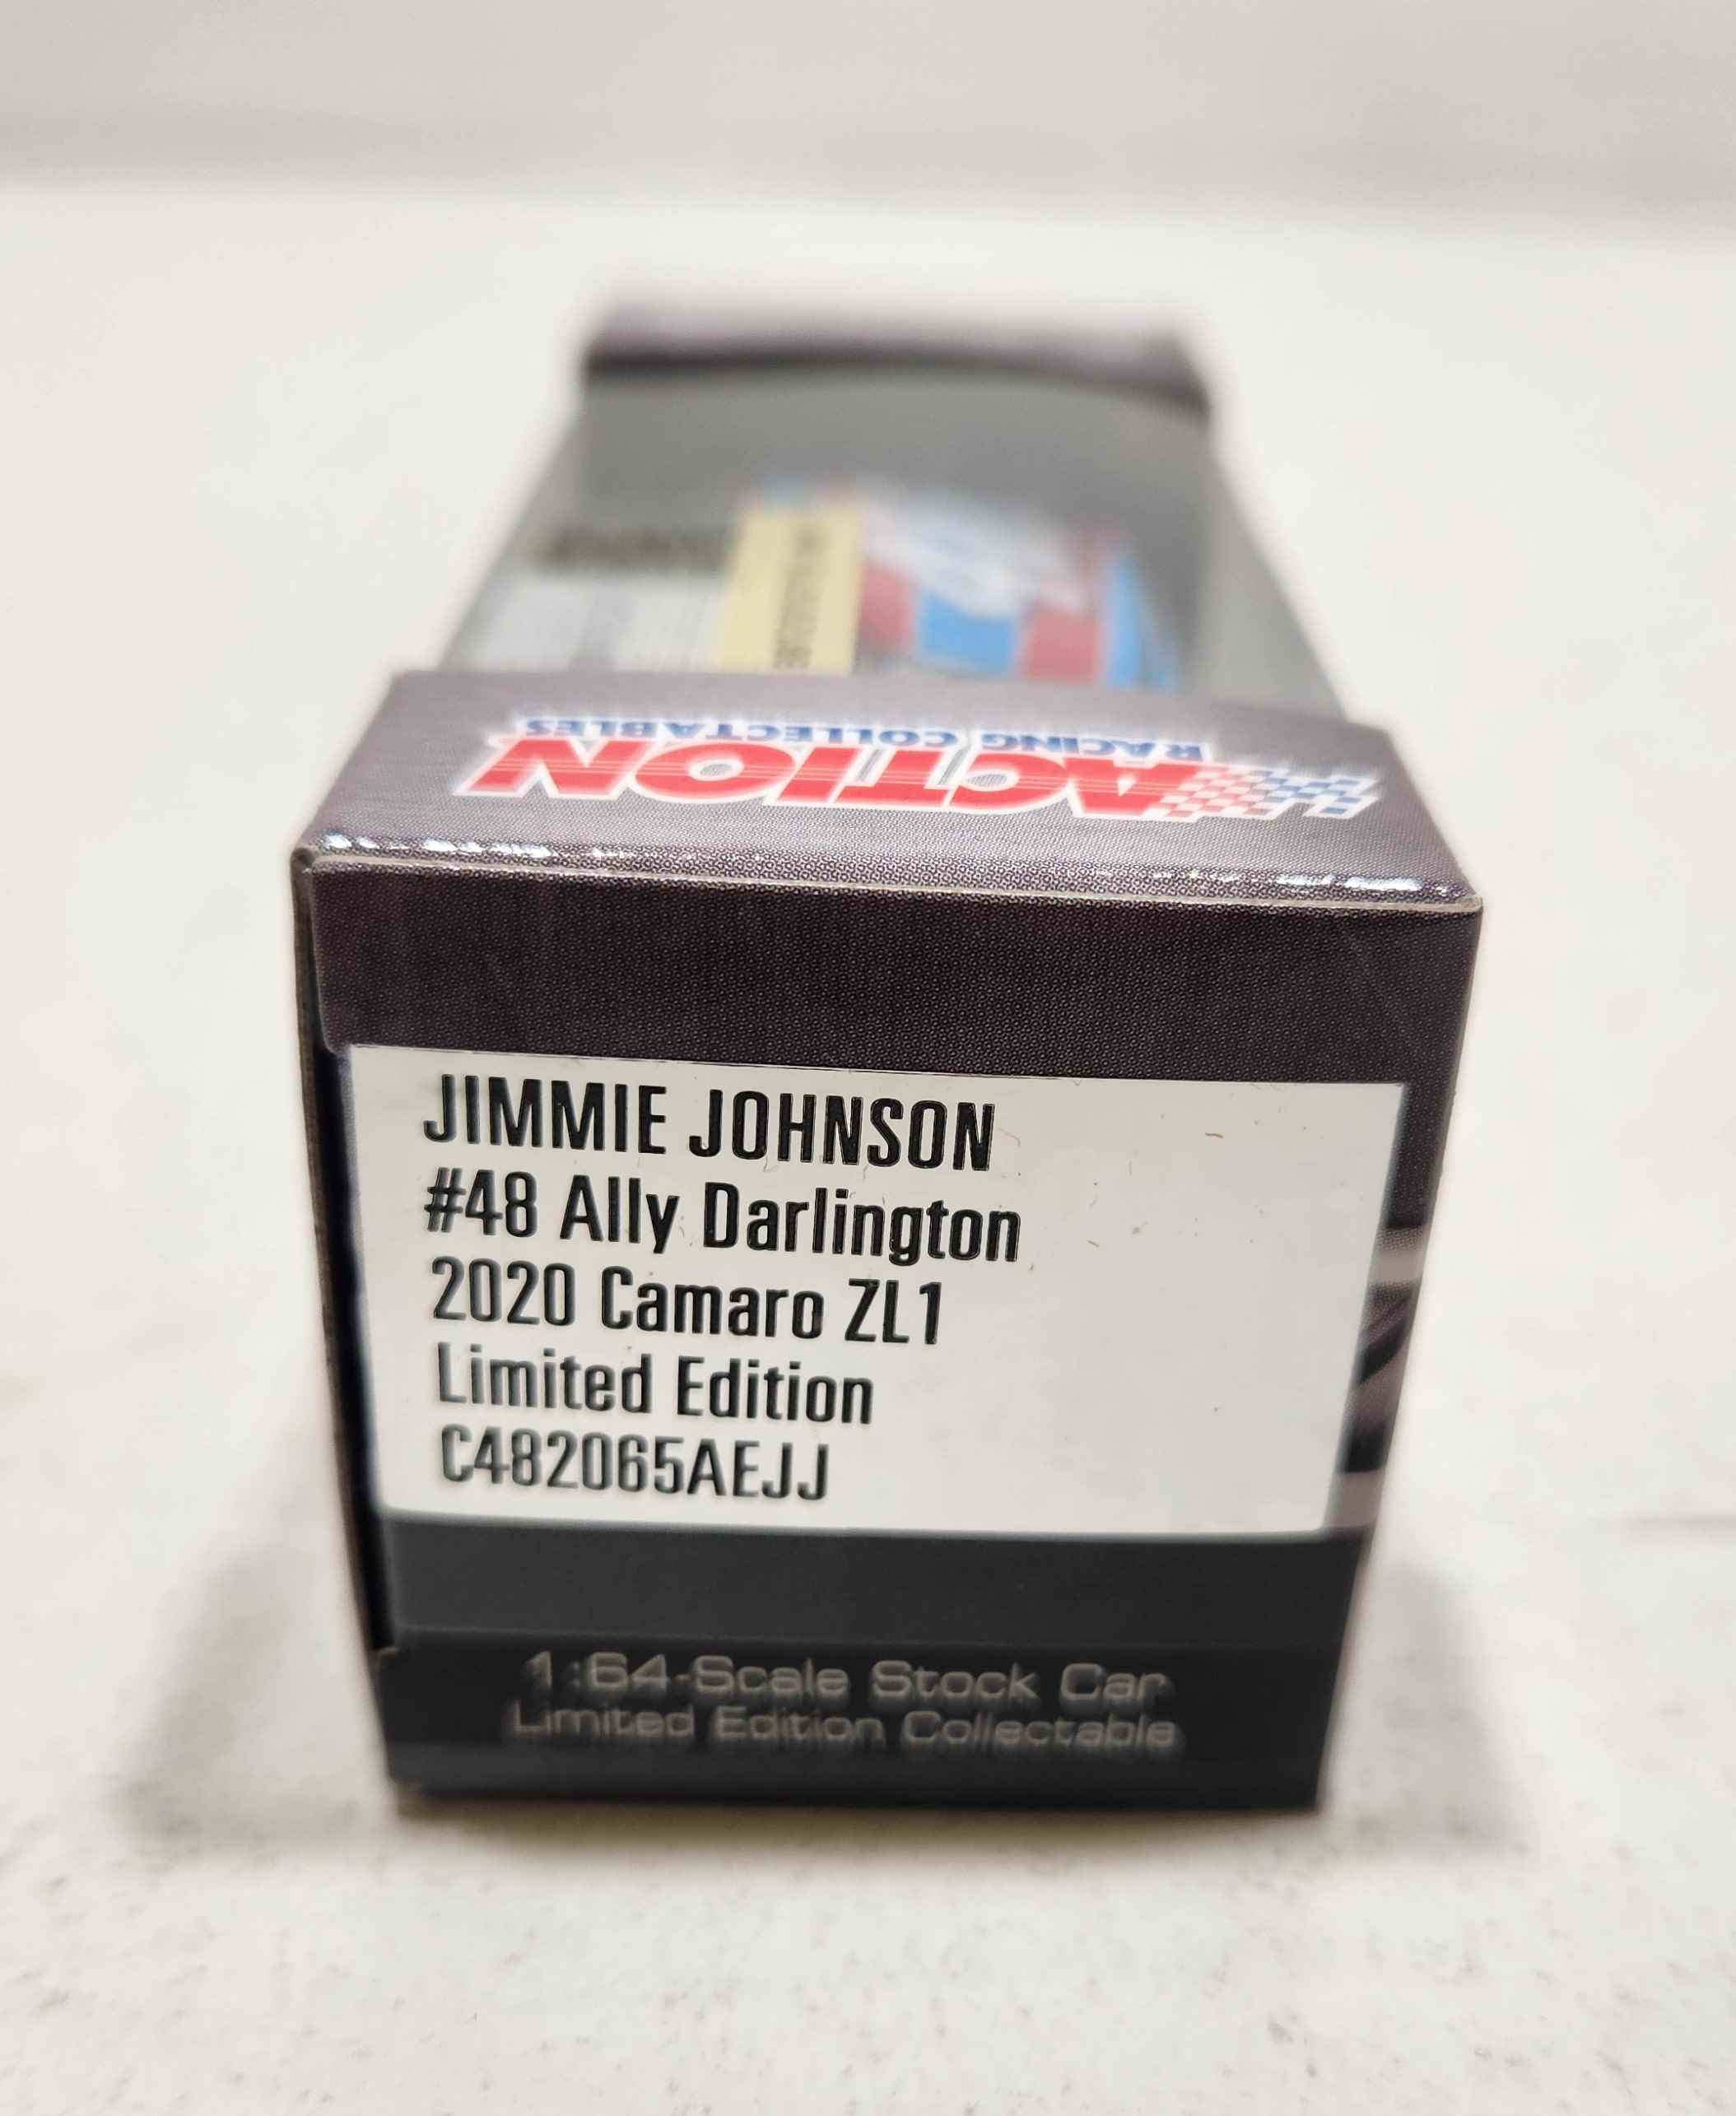 RACING COLLECTABLES
ACTION
JIMMIE JOHNSON
#48 Ally Darlington
2020 Camaro ZL1
Limited Edition
C482065AEJJ
1:64-Scale Stock Car
Limited Edition Collectable